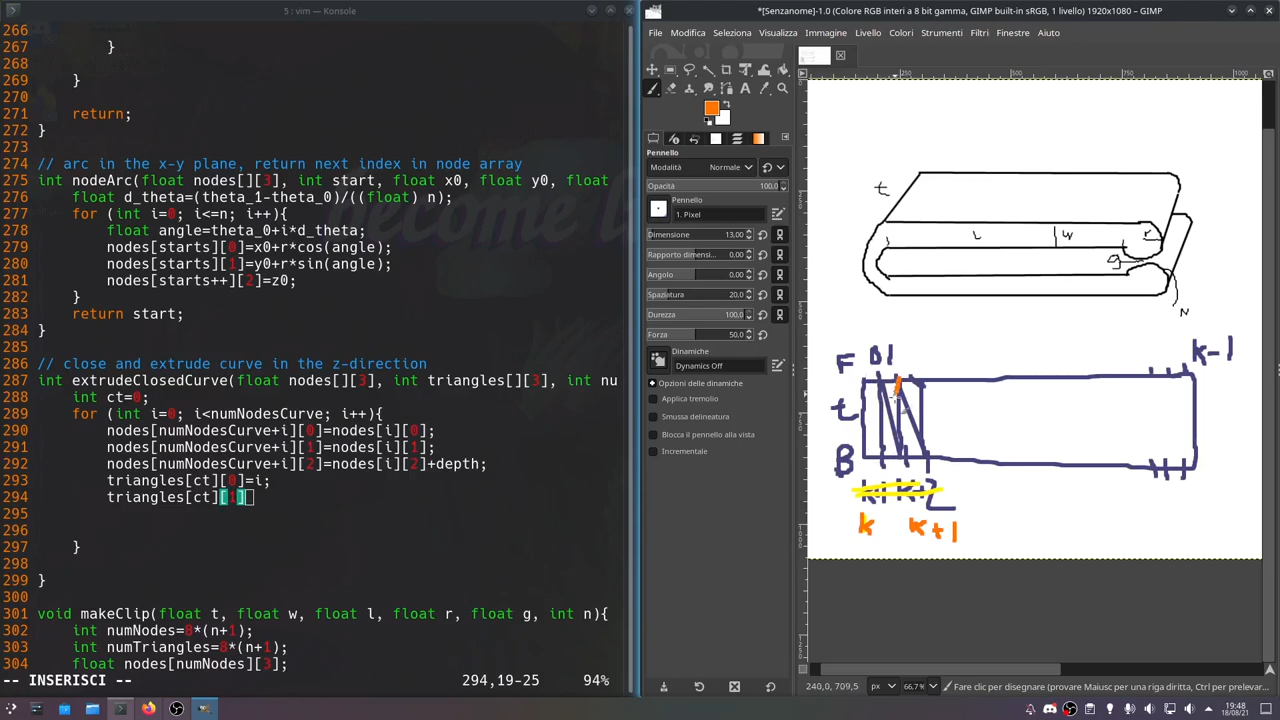 5 : vim — Konsole
266
267 }
268
269 }
270
271 return;
272 }
273
274 // arc in the x-y plane, return next index in node array
275 int nodeArc(float nodes[][3], int start, float x0, float y0, float
276 float d_theta=(theta_1-theta_0)/((float) n);
277 for (int i=0; i<=n; i++){
278 float angle=theta_0+i*d_theta;
279 nodes[starts][0]=x0+r*cos(angle);
280 nodes[starts][1]=y0+r*sin(angle);
281 nodes[starts++][2]=z0;
282 }
283 return start;
284 }
285
286 // close and extrude curve in the z-direction
287 int extrudeClosedCurve(float nodes[][3], int triangles[][3], int nu
288 int ct=0;
289 for (int i=0; i<numNodesCurve; i++){
290 nodes[numNodesCurve+i][0]=nodes[i][0];
291 nodes[numNodesCurve+i][1]=nodes[i][1];
292 nodes[numNodesCurve+i][2]=nodes[i][2]+depth;
293 triangles[ct][0]=i;
294 triangles[ct][1]
295
296
297 }
298
299 }
300
301 void makeClip(float t, float w, float l, float r, float g, int n){
302 int numNodes=8*(n+1);
303 int numTriangles=8*(n+1);
304 float nodes[numNodes][3];
-- INSERISCI -- 294,19-25 94%
*[Senzanome]-1.0 (Colore RGB interi a 8 bit gamma, GIMP built-in sRGB, 1 livello) 1920x1080 – GIMP
File Modifica Seleziona Visualizza Immagine Livello Colori Strumenti Filtri Finestre Aiuto
Pennello
Modalità Normale
Opacità 100,0
1. Pixel
Dimensione 13,00
Rapporto dimensi... 0,00
Angolo 0,00
Spaziatura 20,0
Durezza 100,0
Forza 50,0
Dinamiche
Dynamics Off
Opzioni delle dinamiche
Applica tremolio
Smussa delineatura
Blocca il pennello alla vista
Incrementale
250 500 750 1000
t
L W r
g
N
F 0 1 k-1
t
B
k+1 k+2
k k+1
240,0, 709,5 px 66,7% Fare clic per disegnare (provare Maiusc per una riga diritta, Ctrl per prelevar...
19:48
18/08/21